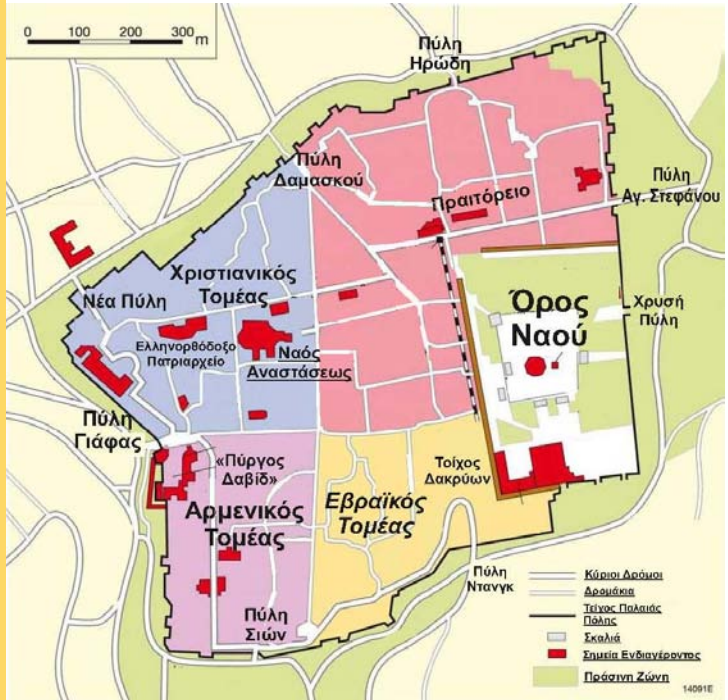 0 100 200 300 m
Πύλη
Ηρώδη
Πύλη
Δαμασκού
Πραιτόρειο
Πύλη
Αγ. Στεφάνου
Χριστιανικός
Τομέας
Νέα Πύλη
Ελληνορθόδοξο
Πατριαρχείο
Ναός
Αναστάσεως
Όρος
Ναού
Χρυσή
Πύλη
Πύλη
Γιάφας
«Πύργος
Δαβίδ»
Αρμενικός
Τομέας
Εβραϊκός
Τομέας
Τοίχος
Δακρύων
Πύλη
Ντανγκ
Πύλη
Σιών
Κύριοι Δρόμοι
Δρομάκια
Τείχος Παλαιάς
Πόλης
Σκαλιά
Σημεία Ενδιαγέροντος
Πράσινη Ζώνη